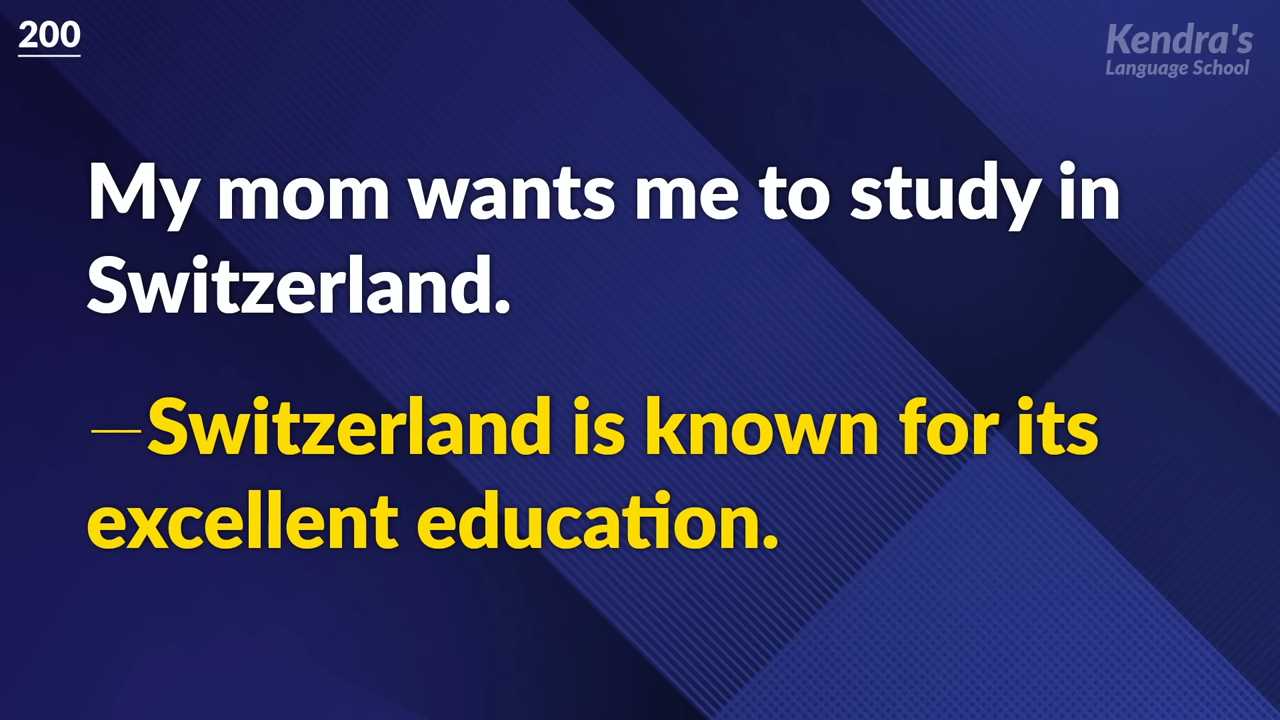 200
Kendra's
Language School
My mom wants me to study in
Switzerland.
—Switzerland is known for its
excellent education.